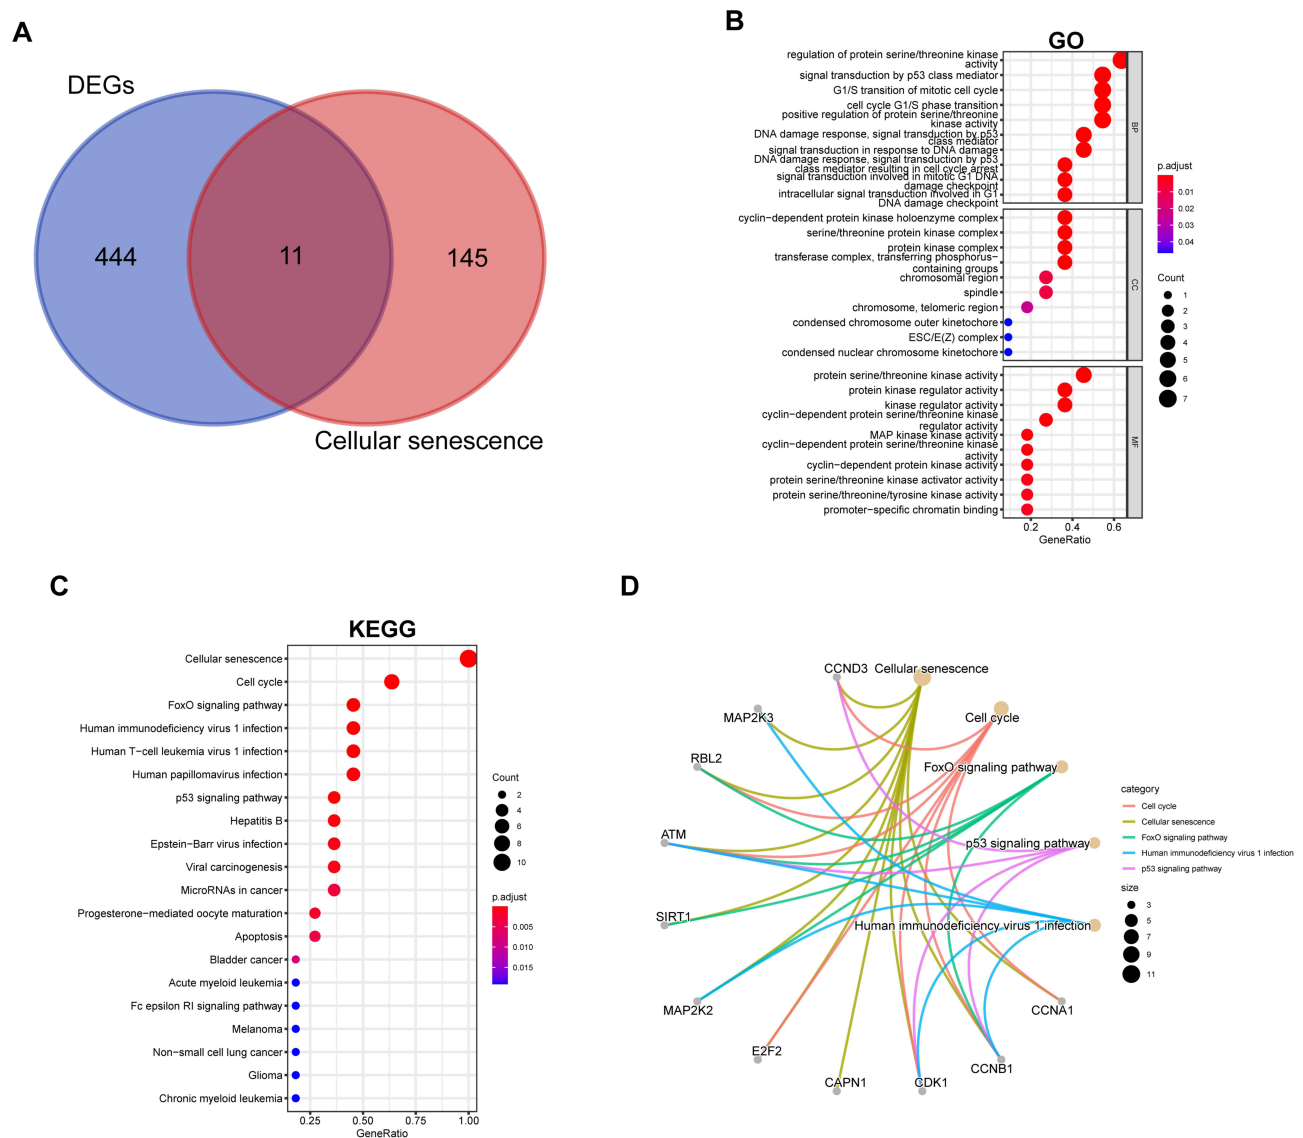 A
DEGs
444
11
145
Cellular senescence
B
GO
regulation of protein serine/threonine kinase
activity
signal transduction by p53 class mediator
G1/S transition of mitotic cell cycle
cell cycle G1/S phase transition
positive regulation of protein serine/threonine
kinase activity
DNA damage response, signal transduction by p53
class mediator
signal transduction in response to DNA damage
DNA damage response, signal transduction by p53
class mediator resulting in cell cycle arrest
signal transduction involved in mitotic G1 DNA
damage checkpoint
intracellular signal transduction involved in G1
DNA damage checkpoint
BP
cyclin−dependent protein kinase holoenzyme complex
serine/threonine protein kinase complex
protein kinase complex
transferase complex, transferring phosphorus−
containing groups
chromosomal region
spindle
chromosome, telomeric region
condensed chromosome outer kinetochore
ESC/E(Z) complex
condensed nuclear chromosome kinetochore
CC
protein serine/threonine kinase activity
protein kinase regulator activity
kinase regulator activity
cyclin−dependent protein serine/threonine kinase
regulator activity
MAP kinase kinase activity
cyclin−dependent protein serine/threonine kinase
activity
cyclin−dependent protein kinase activity
protein serine/threonine kinase activator activity
protein serine/threonine/tyrosine kinase activity
promoter−specific chromatin binding
MF
0.2 0.4 0.6
GeneRatio
p.adjust
0.01
0.02
0.03
0.04
Count
1
2
3
4
5
6
7
C
KEGG
Cellular senescence
Cell cycle
FoxO signaling pathway
Human immunodeficiency virus 1 infection
Human T−cell leukemia virus 1 infection
Human papillomavirus infection
p53 signaling pathway
Hepatitis B
Epstein−Barr virus infection
Viral carcinogenesis
MicroRNAs in cancer
Progesterone−mediated oocyte maturation
Apoptosis
Bladder cancer
Acute myeloid leukemia
Fc epsilon RI signaling pathway
Melanoma
Non−small cell lung cancer
Glioma
Chronic myeloid leukemia
0.25 0.50 0.75 1.00
GeneRatio
Count
2
4
6
8
10
p.adjust
0.005
0.010
0.015
D
CCND3
Cellular senescence
MAP2K3
Cell cycle
RBL2
FoxO signaling pathway
ATM
p53 signaling pathway
SIRT1
Human immunodeficiency virus 1 infection
MAP2K2
CCNA1
E2F2
CCNB1
CAPN1
CDK1
category
Cell cycle
Cellular senescence
FoxO signaling pathway
Human immunodeficiency virus 1 infection
p53 signaling pathway
size
3
5
7
9
11